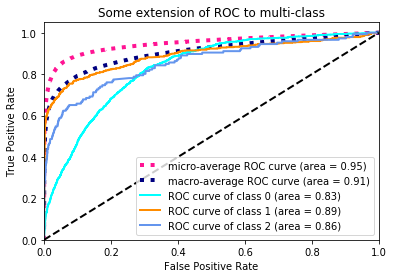 Some extension of ROC to multi-class
True Positive Rate
1.0
0.8
0.6
0.4
0.2
0.0
micro-average ROC curve (area = 0.95)
macro-average ROC curve (area = 0.91)
ROC curve of class 0 (area = 0.83)
ROC curve of class 1 (area = 0.89)
ROC curve of class 2 (area = 0.86)
0.0 0.2 0.4 0.6 0.8 1.0
False Positive Rate